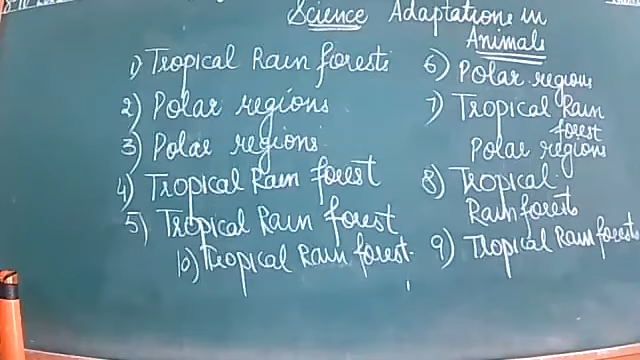 Science Adaptations in
Animals
1) Tropical Rain forests
2) Polar regions
3) Polar regions
4) Tropical Rain forest
5) Tropical Rain forest
6) Polar regions
7) Tropical Rain
forest
Polar regions
8) Tropical
Rain forests
9) Tropical Rain forests
10) Tropical Rain forest.